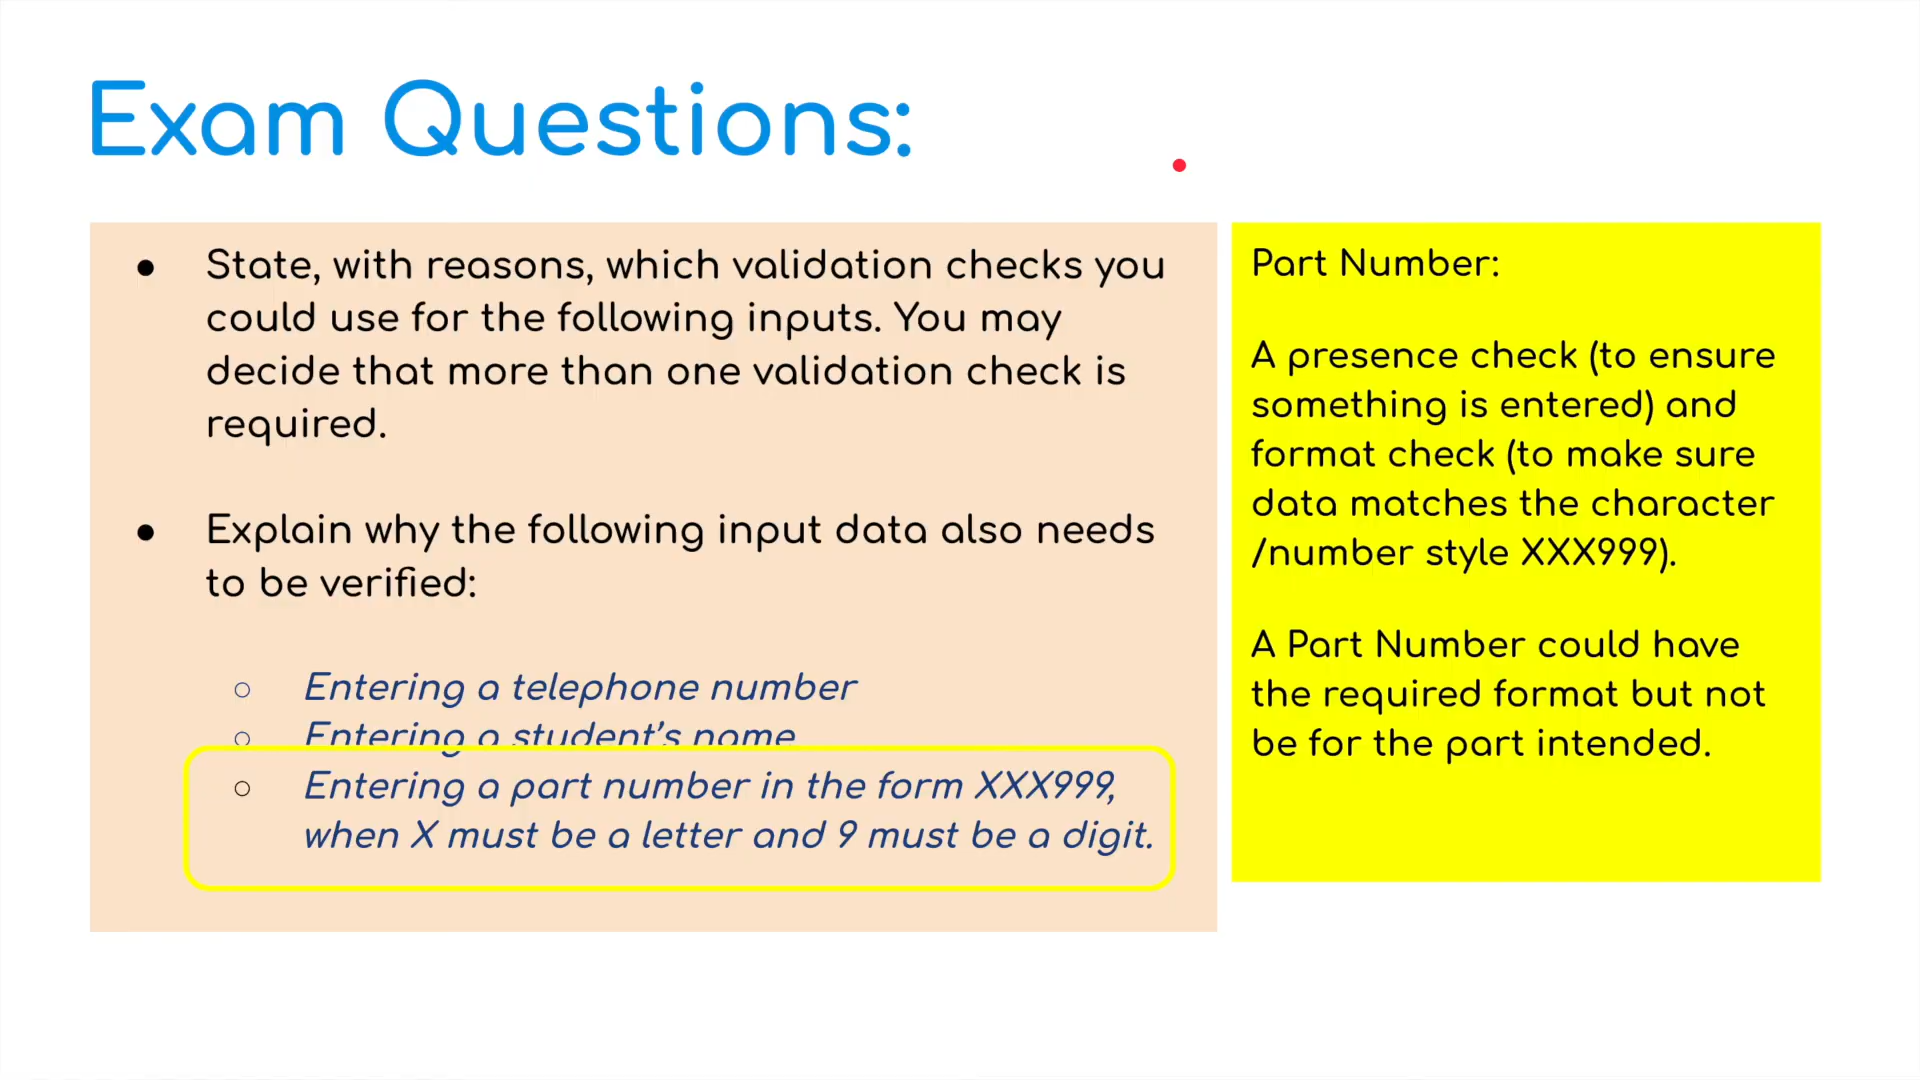 Exam Questions:
● State, with reasons, which validation checks you
could use for the following inputs. You may
decide that more than one validation check is
required.
● Explain why the following input data also needs
to be verified:
○ Entering a telephone number
○ Entering a student's name
○ Entering a part number in the form XXX999,
when X must be a letter and 9 must be a digit.
Part Number:
A presence check (to ensure
something is entered) and
format check (to make sure
data matches the character
/number style XXX999).
A Part Number could have
the required format but not
be for the part intended.